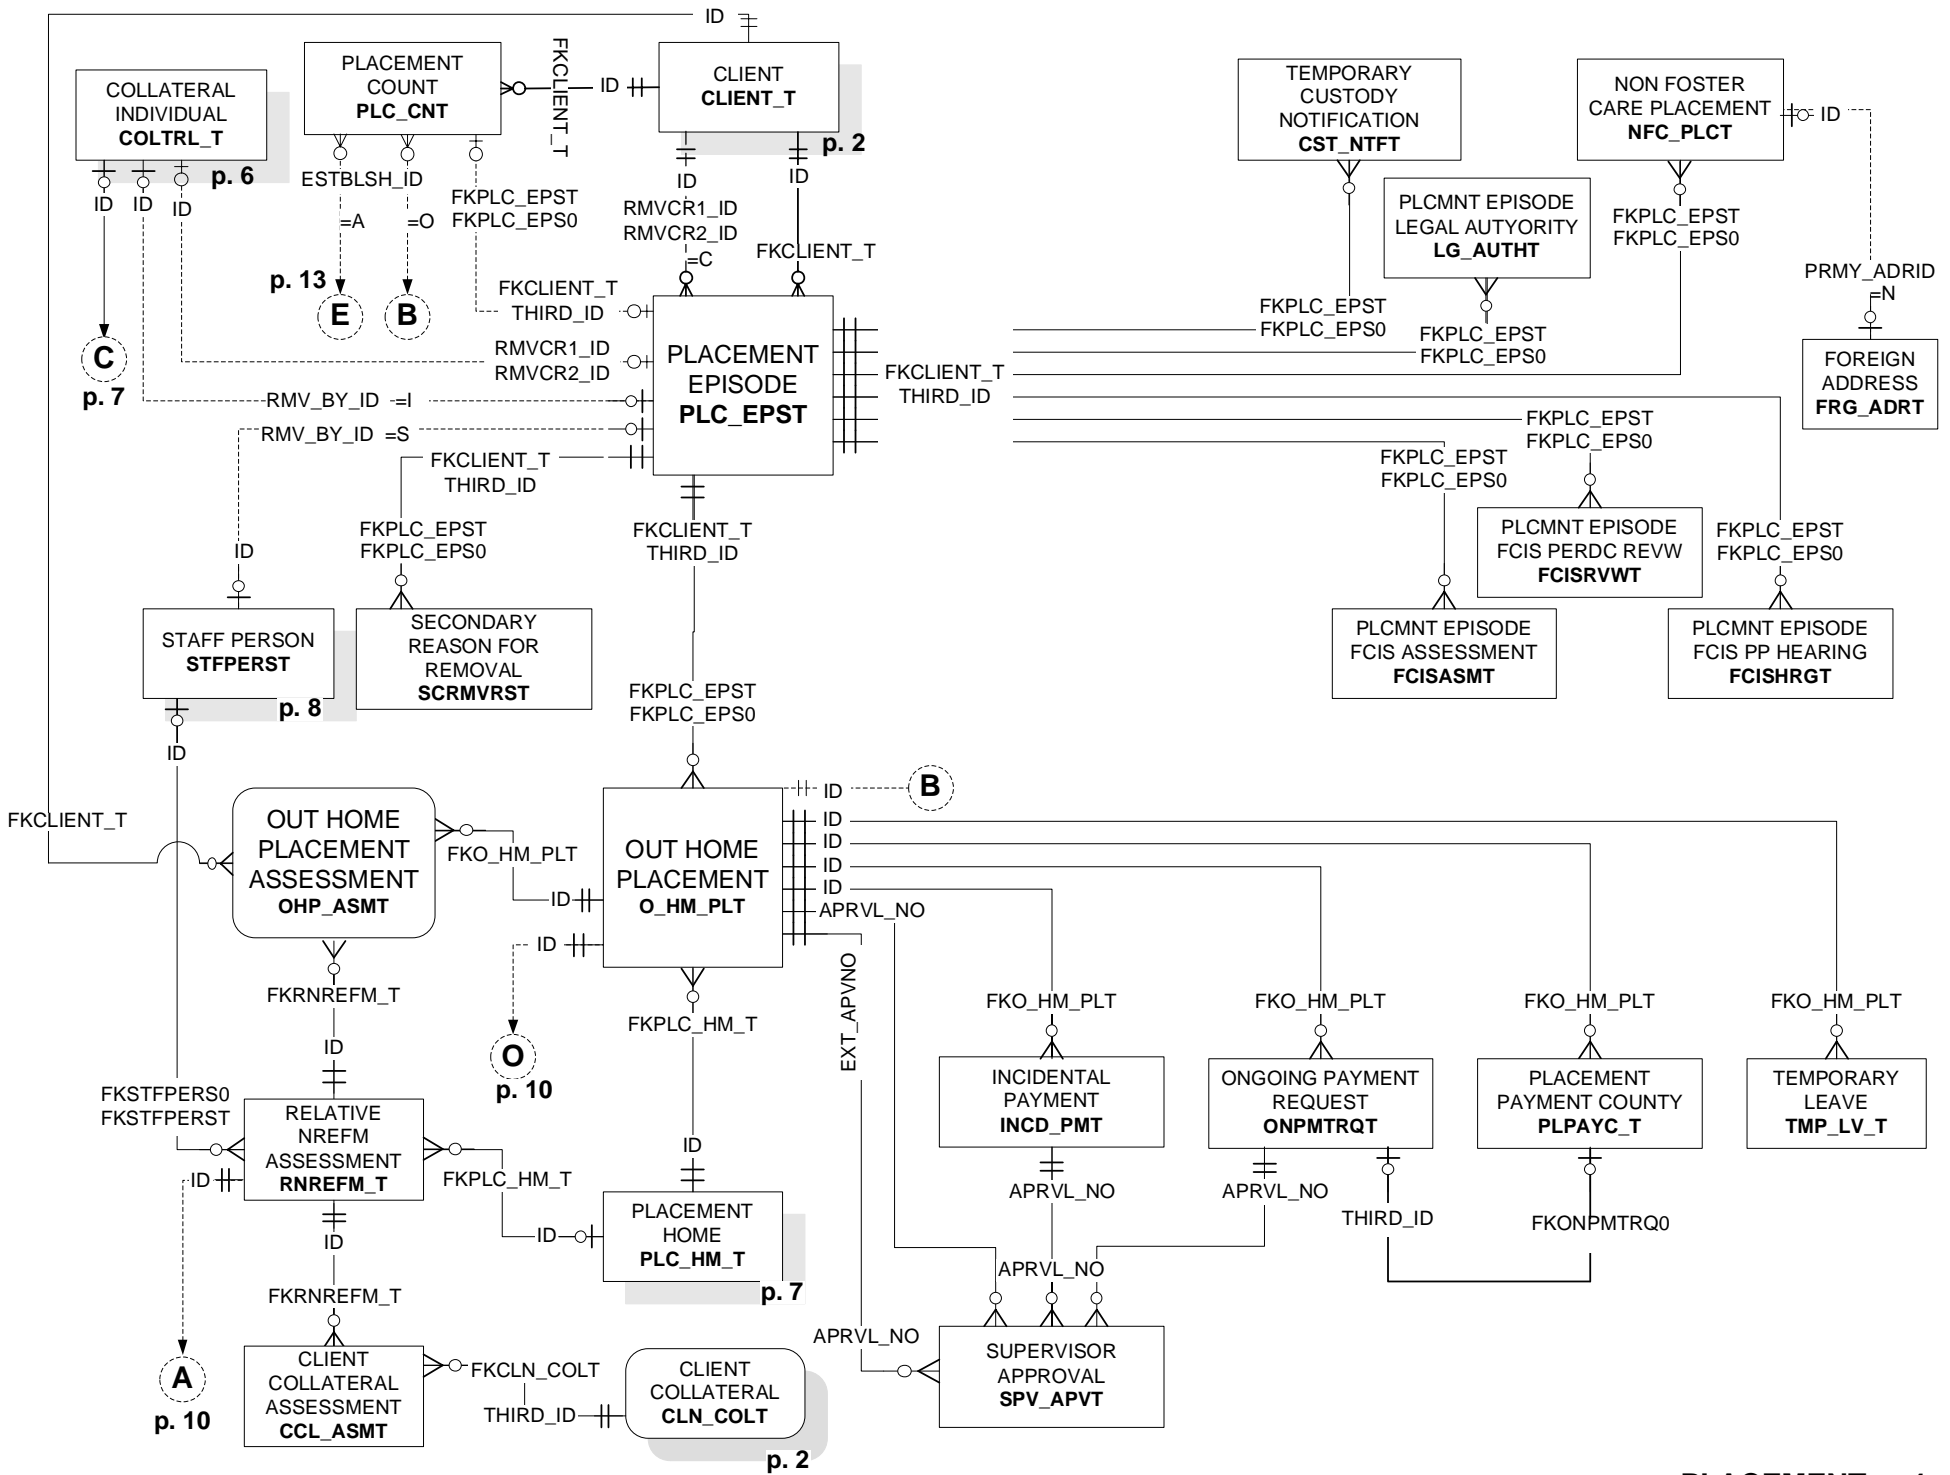 ID
COLLATERAL
INDIVIDUAL
COLTRL_T
p. 6
PLACEMENT
COUNT
PLC_CNT
FKCLIENT_T
ID
CLIENT
CLIENT_T
p. 2
TEMPORARY
CUSTODY
NOTIFICATION
CST_NTFT
NON FOSTER
CARE PLACEMENT
NFC_PLCT
ID
ID
ID
ID
ESTBLSH_ID
=A
=O
FKPLC_EPST
FKPLC_EPS0
ID
RMVCR1_ID
RMVCR2_ID
=C
ID
FKCLIENT_T
PLCMNT EPISODE
LEGAL AUTYORITY
LG_AUTHT
FKPLC_EPST
FKPLC_EPS0
PRMY_ADRID
=N
p. 13
E
B
C
p. 7
FKCLIENT_T
THIRD_ID
RMVCR1_ID
RMVCR2_ID
RMV_BY_ID =I
RMV_BY_ID =S
FKCLIENT_T
THIRD_ID
PLACEMENT
EPISODE
PLC_EPST
FKCLIENT_T
THIRD_ID
FKPLC_EPST
FKPLC_EPS0
FKPLC_EPST
FKPLC_EPS0
FOREIGN
ADDRESS
FRG_ADRT
FKPLC_EPST
FKPLC_EPS0
FKPLC_EPST
FKPLC_EPS0
FKPLC_EPST
FKPLC_EPS0
PLCMNT EPISODE
FCIS PERDC REVW
FCISRVWT
PLCMNT EPISODE
FCIS ASSESSMENT
FCISASMT
PLCMNT EPISODE
FCIS PP HEARING
FCISHRGT
ID
FKPLC_EPST
FKPLC_EPS0
FKCLIENT_T
THIRD_ID
STAFF PERSON
STFPERST
p. 8
SECONDARY
REASON FOR
REMOVAL
SCRMVRST
ID
FKPLC_EPST
FKPLC_EPS0
FKCLIENT_T
OUT HOME
PLACEMENT
ASSESSMENT
OHP_ASMT
FKO_HM_PLT
ID
ID
OUT HOME
PLACEMENT
O_HM_PLT
ID
B
ID
ID
ID
ID
APRVL_NO
EXT_APVNO
O
p. 10
FKRNREFM_T
ID
FKPLC_HM_T
ID
FKO_HM_PLT
FKO_HM_PLT
FKO_HM_PLT
FKO_HM_PLT
INCIDENTAL
PAYMENT
INCD_PMT
ONGOING PAYMENT
REQUEST
ONPMTRQT
PLACEMENT
PAYMENT COUNTY
PLPAYC_T
TEMPORARY
LEAVE
TMP_LV_T
FKSTFPERS0
FKSTFPERST
RELATIVE
NREFM
ASSESSMENT
RNREFM_T
ID
FKPLC_HM_T
ID
PLACEMENT
HOME
PLC_HM_T
p. 7
APRVL_NO
APRVL_NO
THIRD_ID
FKONPMTRQ0
APRVL_NO
APRVL_NO
ID
FKRNREFM_T
A
p. 10
CLIENT
COLLATERAL
ASSESSMENT
CCL_ASMT
FKCLN_COLT
THIRD_ID
CLIENT
COLLATERAL
CLN_COLT
p. 2
SUPERVISOR
APPROVAL
SPV_APVT